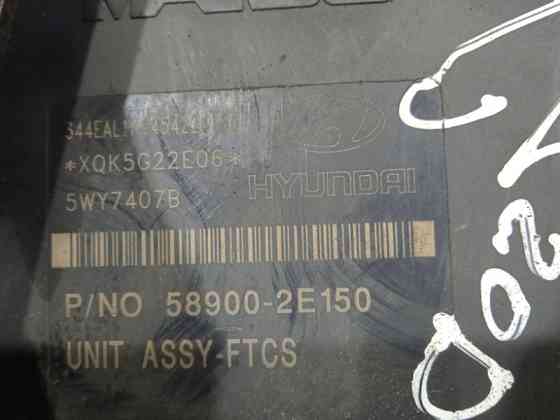 *XQK5G22E06*
5WY7407B
HYUNDAI
P/NO 58900-2E150
UNIT ASSY-FTCS